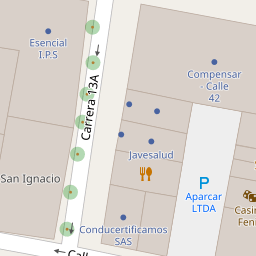 Esencial
I.P.S
Carrera 13A
Compensar
- Calle
42
Javesalud
San Ignacio
P
Aparcar
LTDA
Conducertificamos
SAS